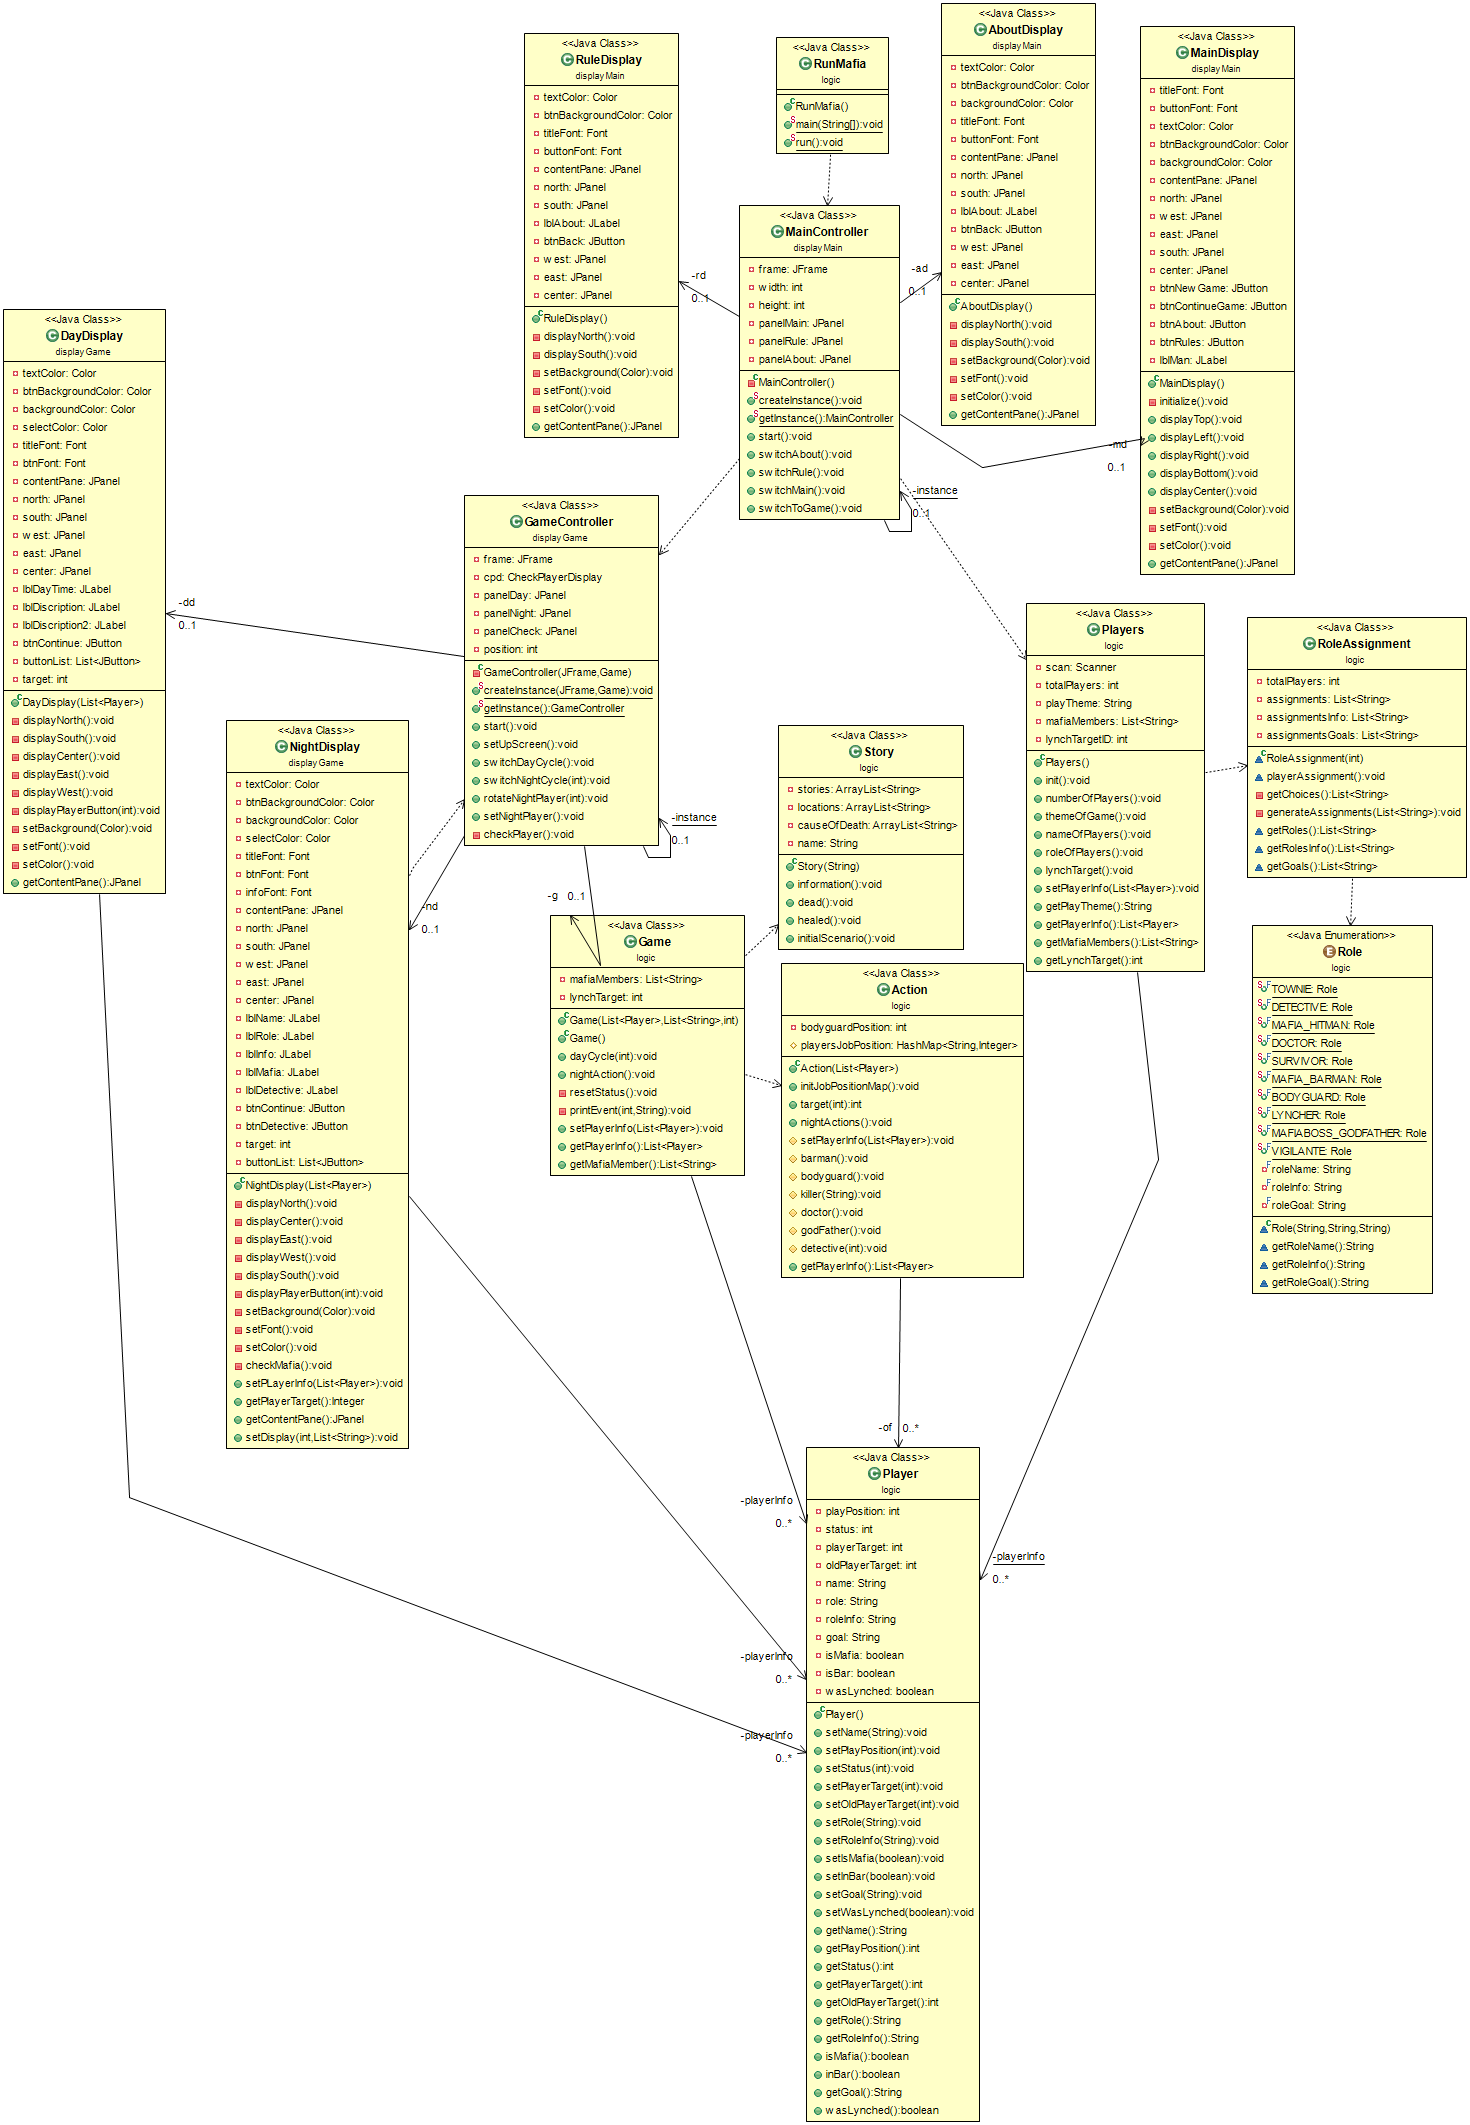 <<Java Class>>
RuleDisplay
display Main
textColor: Color
btnBackgroundColor: Color
titleFont: Font
buttonFont: Font
contentPane: JPanel
north: JPanel
south: JPanel
lblAbout: JLabel
btnBack: JButton
west: JPanel
east: JPanel
center: JPanel
RuleDisplay()
displayNorth():void
displaySouth():void
setBackground(Color):void
setFont():void
setColor():void
getContentPane():JPanel
<<Java Class>>
RunMafia
logic
RunMafia()
main(String[]):void
run():void
<<Java Class>>
AboutDisplay
display Main
textColor: Color
btnBackgroundColor: Color
backgroundColor: Color
titleFont: Font
buttonFont: Font
contentPane: JPanel
north: JPanel
south: JPanel
lblAbout: JLabel
btnBack: JButton
west: JPanel
east: JPanel
center: JPanel
AboutDisplay()
displayNorth():void
displaySouth():void
setBackground(Color):void
setFont():void
setColor():void
getContentPane():JPanel
<<Java Class>>
MainDisplay
display Main
titleFont: Font
buttonFont: Font
textColor: Color
btnBackgroundColor: Color
backgroundColor: Color
contentPane: JPanel
north: JPanel
west: JPanel
east: JPanel
south: JPanel
center: JPanel
btnNewGame: JButton
btnContinueGame: JButton
btnAbout: JButton
btnRules: JButton
lblMan: JLabel
MainDisplay()
initialize():void
displayTop():void
displayLeft():void
displayRight():void
displayBottom():void
displayCenter():void
setBackground(Color):void
setFont():void
setColor():void
getContentPane():JPanel
<<Java Class>>
MainController
display Main
frame: JFrame
width: int
height: int
panelMain: JPanel
panelRule: JPanel
panelAbout: JPanel
MainController()
createInstance():void
getInstance():MainController
start():void
switchAbout():void
switchRule():void
switchMain():void
switchToGame():void
-rd
0..1
-ad
0..1
-md
0..1
-instance
0..1
<<Java Class>>
DayDisplay
display Game
textColor: Color
btnBackgroundColor: Color
backgroundColor: Color
selectColor: Color
titleFont: Font
btnFont: Font
contentPane: JPanel
north: JPanel
south: JPanel
west: JPanel
east: JPanel
center: JPanel
lblDayTime: JLabel
lblDiscription: JLabel
lblDiscription2: JLabel
btnContinue: JButton
buttonList: List<JButton>
target: int
DayDisplay(List<Player>)
displayNorth():void
displaySouth():void
displayCenter():void
displayEast():void
displayWest():void
displayPlayerButton(int):void
setBackground(Color):void
setFont():void
setColor():void
getContentPane():JPanel
-dd
0..1
<<Java Class>>
GameController
display Game
frame: JFrame
cpd: CheckPlayerDisplay
panelDay: JPanel
panelNight: JPanel
panelCheck: JPanel
position: int
GameController(JFrame,Game)
createInstance(JFrame,Game):void
getInstance():GameController
start():void
setUpScreen():void
switchDayCycle():void
switchNightCycle(int):void
rotateNightPlayer(int):void
setNightPlayer():void
checkPlayer():void
-instance
0..1
-nd
0..1
-g 0..1
<<Java Class>>
NightDisplay
display Game
textColor: Color
btnBackgroundColor: Color
backgroundColor: Color
selectColor: Color
titleFont: Font
btnFont: Font
infoFont: Font
contentPane: JPanel
north: JPanel
south: JPanel
west: JPanel
east: JPanel
center: JPanel
lblName: JLabel
lblRole: JLabel
lblInfo: JLabel
lblMafia: JLabel
lblDetective: JLabel
btnContinue: JButton
btnDetective: JButton
target: int
buttonList: List<JButton>
NightDisplay(List<Player>)
displayNorth():void
displayCenter():void
displayEast():void
displayWest():void
displaySouth():void
displayPlayerButton(int):void
setBackground(Color):void
setFont():void
setColor():void
checkMafia():void
setPLayerInfo(List<Player>):void
getPlayerTarget():Integer
getContentPane():JPanel
setDisplay(int,List<String>):void
<<Java Class>>
Story
logic
stories: ArrayList<String>
locations: ArrayList<String>
causeOfDeath: ArrayList<String>
name: String
Story(String)
information():void
dead():void
healed():void
initialScenario():void
<<Java Class>>
Players
logic
scan: Scanner
totalPlayers: int
playTheme: String
mafiaMembers: List<String>
lynchTargetID: int
Players()
init():void
numberOfPlayers():void
themeOfGame():void
nameOfPlayers():void
roleOfPlayers():void
lynchTarget():void
setPlayerInfo(List<Player>):void
getPlayTheme():String
getPlayerInfo():List<Player>
getMafiaMembers():List<String>
getLynchTarget():int
<<Java Class>>
RoleAssignment
logic
totalPlayers: int
assignments: List<String>
assignmentsInfo: List<String>
assignmentsGoals: List<String>
RoleAssignment(int)
playerAssignment():void
getChoices():List<String>
generateAssignments(List<String>):void
getRoles():List<String>
getRolesInfo():List<String>
getGoals():List<String>
<<Java Class>>
Game
logic
mafiaMembers: List<String>
lynchTarget: int
Game(List<Player>,List<String>,int)
Game()
dayCycle(int):void
nightAction():void
resetStatus():void
printEvent(int,String):void
setPlayerInfo(List<Player>):void
getPlayerInfo():List<Player>
getMafiaMember():List<String>
<<Java Class>>
Action
logic
bodyguardPosition: int
playersJobPosition: HashMap<String,Integer>
Action(List<Player>)
initJobPositionMap():void
target(int):int
nightActions():void
setPlayerInfo(List<Player>):void
barman():void
bodyguard():void
killer(String):void
doctor():void
godFather():void
detective(int):void
getPlayerInfo():List<Player>
<<Java Enumeration>>
Role
logic
TOWNIE: Role
DETECTIVE: Role
MAFIA_HITMAN: Role
DOCTOR: Role
SURVIVOR: Role
MAFIA_BARMAN: Role
BODYGUARD: Role
LYNCHER: Role
MAFIABOSS_GODFATHER: Role
VIGILANTE: Role
roleName: String
roleInfo: String
roleGoal: String
Role(String,String,String)
getRoleName():String
getRoleInfo():String
getRoleGoal():String
-of 0..*
-playerInfo
0..*
-playerInfo
0..*
-playerInfo
0..*
-playerInfo
0..*
<<Java Class>>
Player
logic
playPosition: int
status: int
playerTarget: int
oldPlayerTarget: int
name: String
role: String
roleInfo: String
goal: String
isMafia: boolean
isBar: boolean
wasLynched: boolean
Player()
setName(String):void
setPlayPosition(int):void
setStatus(int):void
setPlayerTarget(int):void
setOldPlayerTarget(int):void
setRole(String):void
setRoleInfo(String):void
setIsMafia(boolean):void
setInBar(boolean):void
setGoal(String):void
setWasLynched(boolean):void
getName():String
getPlayPosition():int
getStatus():int
getPlayerTarget():int
getOldPlayerTarget():int
getRole():String
getRoleInfo():String
isMafia():boolean
inBar():boolean
getGoal():String
wasLynched():boolean